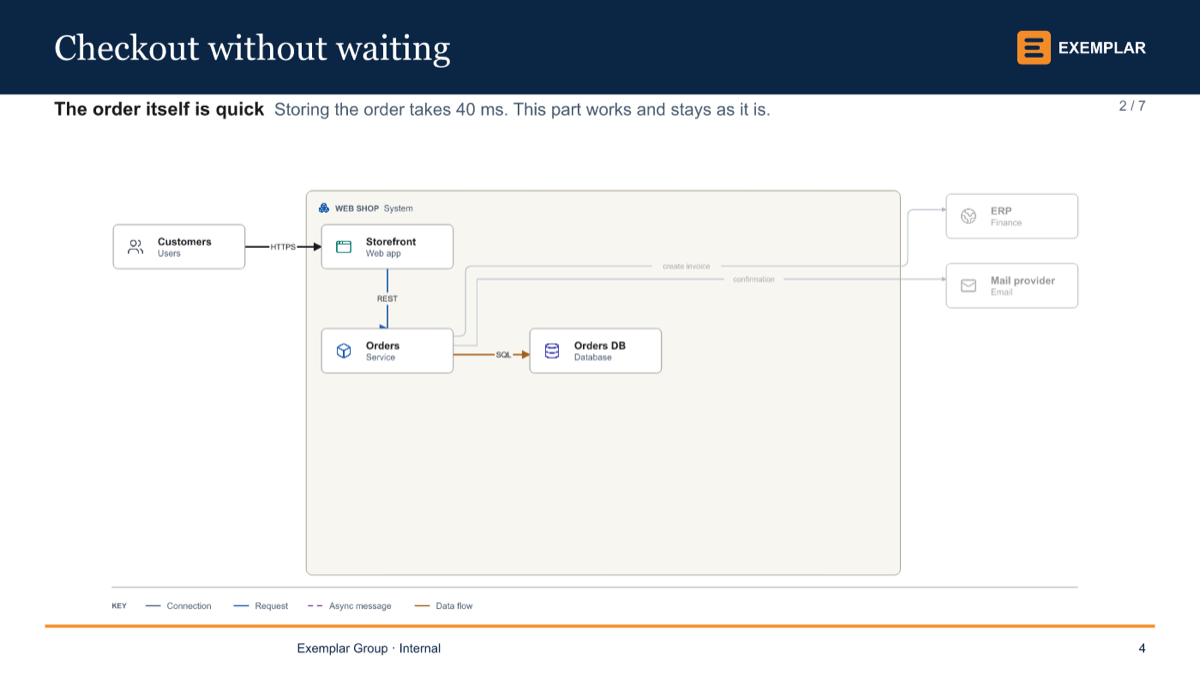 Checkout without waiting
EXEMPLAR
The order itself is quick Storing the order takes 40 ms. This part works and stays as it is.
2 / 7
WEB SHOP System
ERP
Finance
Customers
Users
HTTPS
Storefront
Web app
create invoice
confirmation
Mail provider
Email
REST
Orders
Service
SQL
Orders DB
Database
KEY Connection Request Async message Data flow
Exemplar Group · Internal
4